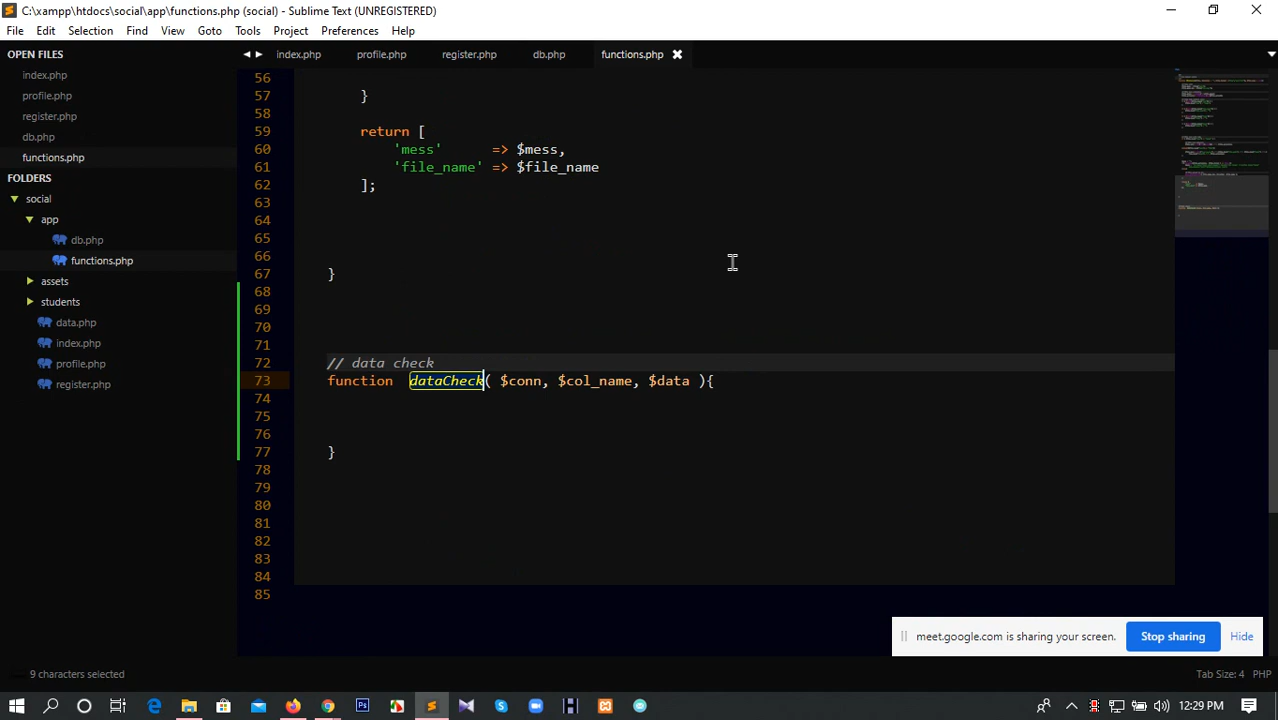 C:\xampp\htdocs\social\app\functions.php (social) - Sublime Text (UNREGISTERED)
File Edit Selection Find View Goto Tools Project Preferences Help
OPEN FILES
index.php
profile.php
register.php
db.php
functions.php
FOLDERS
social
app
db.php
functions.php
assets
students
data.php
index.php
profile.php
register.php
index.php profile.php register.php db.php functions.php
56
57 }
58
59 return [
60 'mess' => $mess,
61 'file_name' => $file_name
62 ];
63
64
65
66
67 }
68
69
70
71
72 // data check
73 function dataCheck( $conn, $col_name, $data ){
74
75
76
77 }
78
79
80
81
82
83
84
85
meet.google.com is sharing your screen. Stop sharing Hide
9 characters selected Tab Size: 4 PHP
12:29 PM